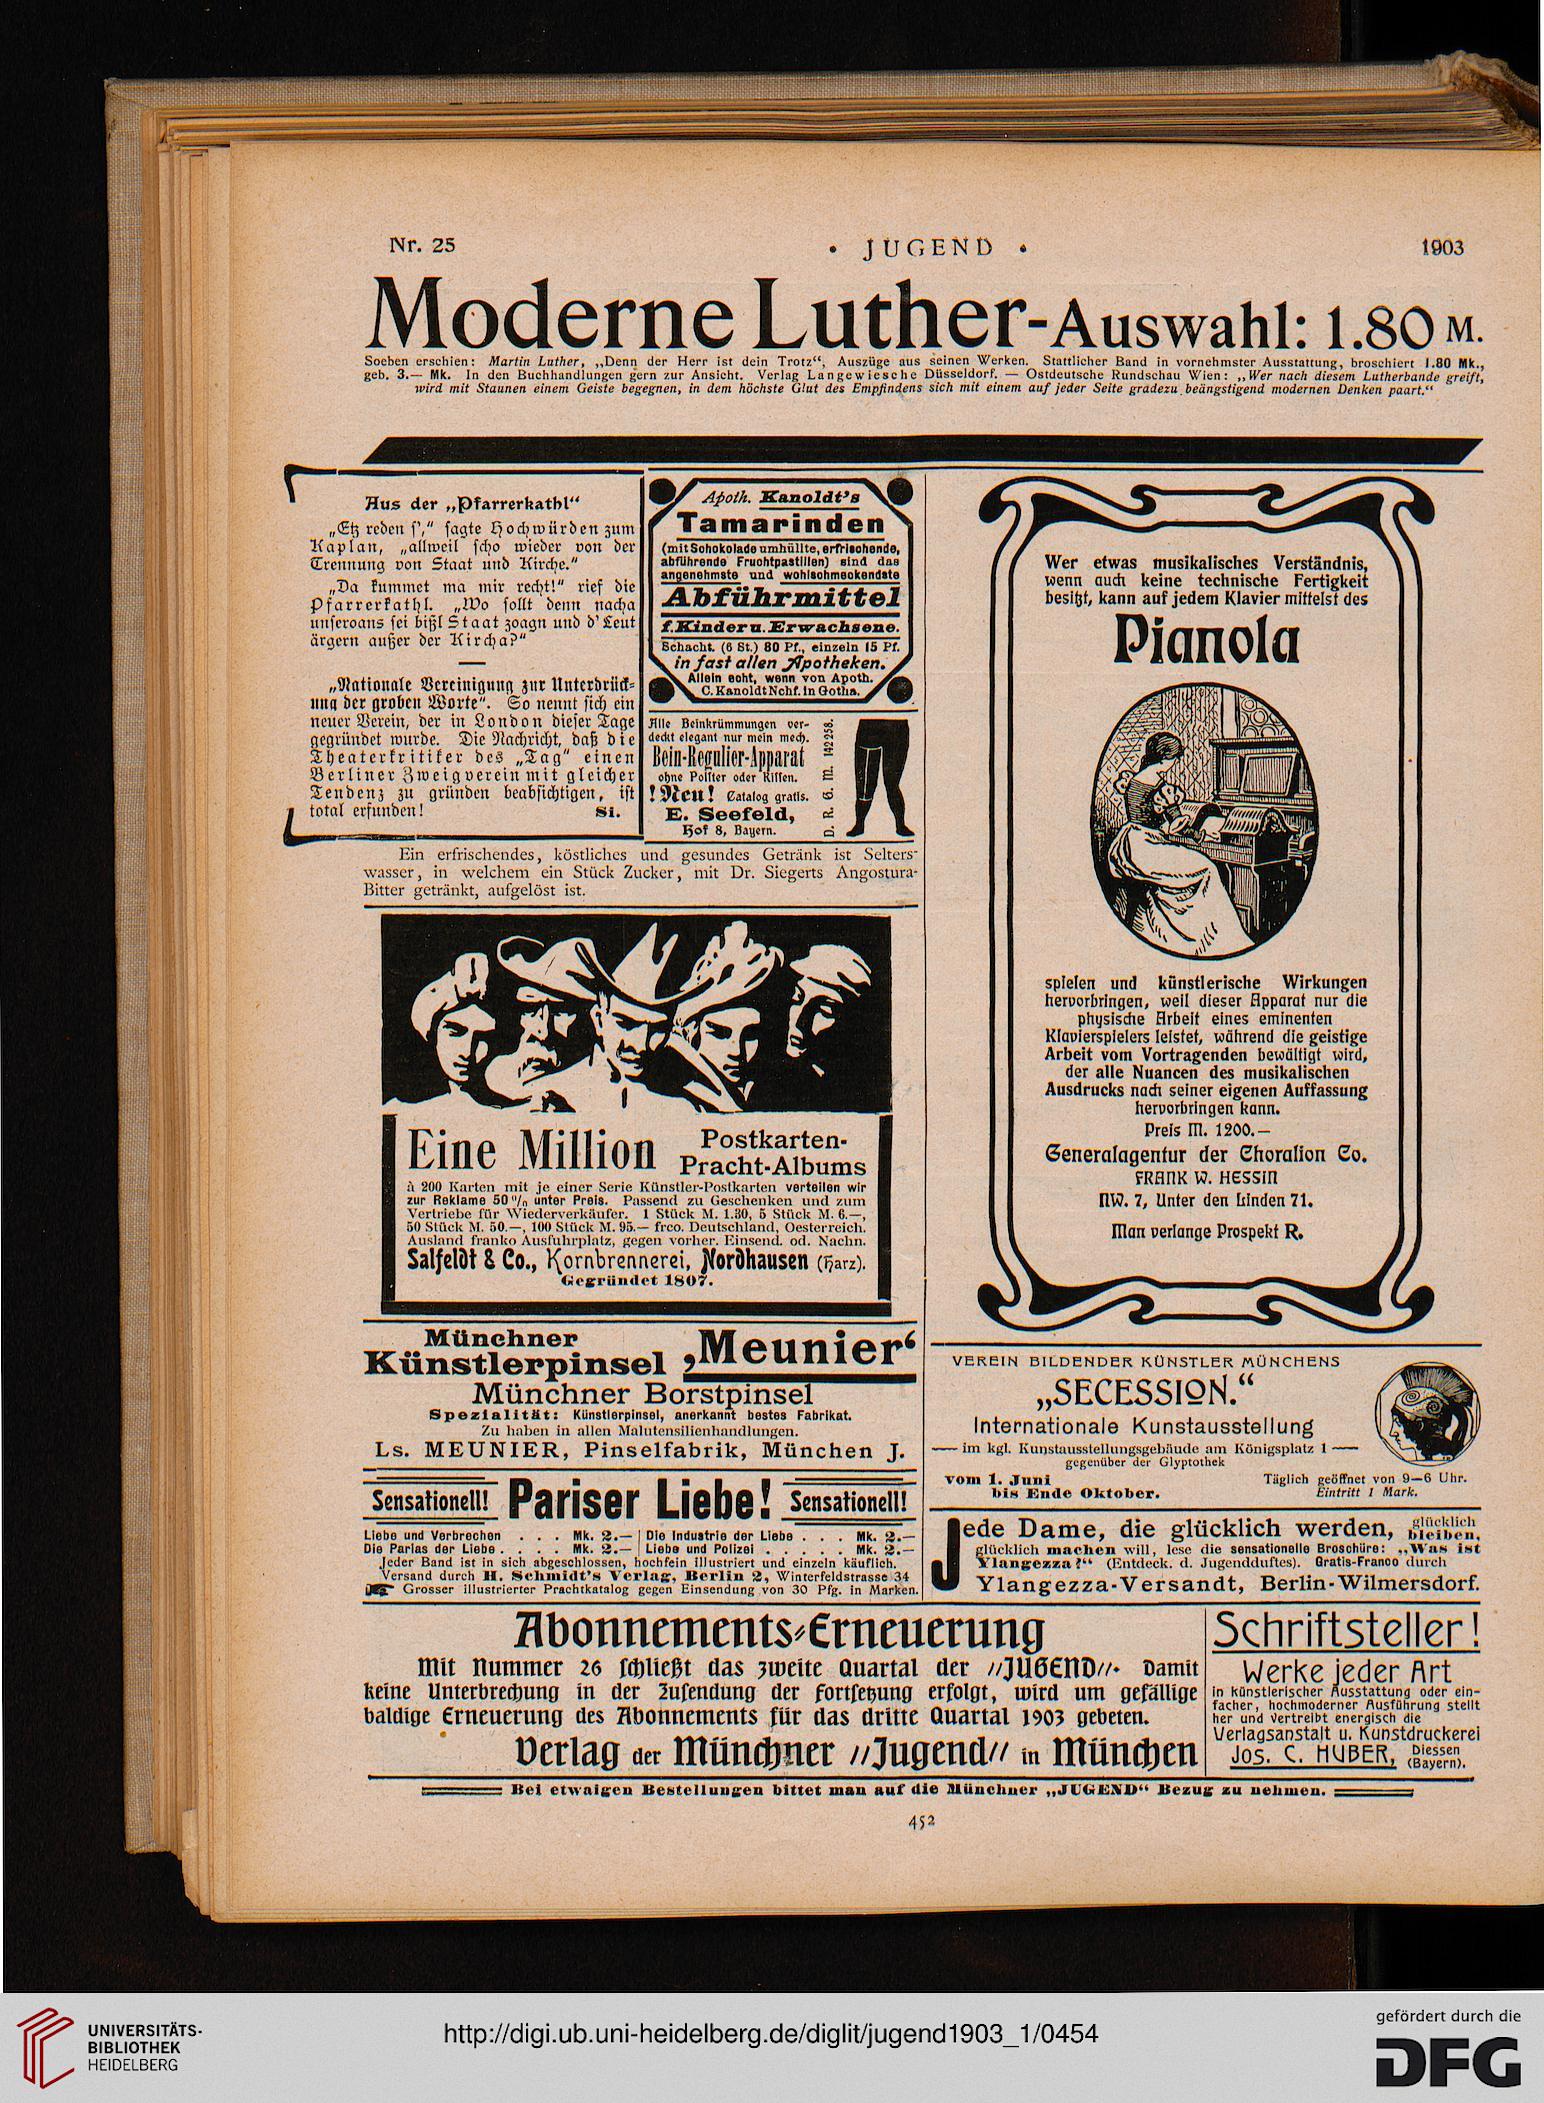 Nr. 25 • JUGEND • 1903
Moderne Luther-Auswahl: 1.80 M.
Soeben erschien: Martin Luther, „Denn der Herr ist dein Trotz“, Auszüge aus seinen Werken. Stattlicher Band in vornehmster Ausstattung, broschiert 1.80 Mk.,
geb. 3.— Mk. In den Buchhandlungen gern zur Ansicht. Verlag Langewiesche Düsseldorf. — Ostdeutsche Rundschau Wien: „Wer nach diesem Lutherbande greift,
wird mit Staunen einem Geiste begegnen, in dem höchste Glut des Empfindens sich mit einem auf jeder Seite gradezu beängstigend modernen Denken paart.“
Aus der „Pfarrerkathl“
„Etz reden s',“ sagte Hochwürden zum
Kaplan, „allweil scho wieder von der
Trennung von Staat und Kirche.“
„Da kummet ma mir recht!“ rief die
Pfarrerkathl. „Wo sollt denn nacha
unseroans sei bißl Staat zoagn und d' Leut
ärgern außer der Kircha?“
„Nationale Vereinigung zur Unterdrück-
ung der groben Worte“. So nennt sich ein
neuer Verein, der in London dieser Tage
gegründet wurde. Die Nachricht, daß die
Theaterkritiker des „Tag“ einen
Berliner Zweigverein mit gleicher
Tendenz zu gründen beabsichtigen, ist
total erfunden! Si.
Apoth. Kanoldt's
Tamarinden
(mit Schokolade umhüllte, erfrischende,
abführende Fruchtpastillen) sind das
angenehmste und wohlschmeckendste
Abführmittel
f. Kinder u. Erwachsene.
Schacht. (6 St.) 80 Pf., einzeln 15 Pf.
in fast allen Apotheken.
Allein echt, wenn von Apoth.
C. Kanoldt Nchf. in Gotha.
Alle Beinkrümmungen ver-
deckt elegant nur mein mech.
Bein-Regulier-Apparat
ohne Polster oder Kissen.
! Neu! Catalog gratis.
E. Seefeld,
Hof 8, Bayern.
D. R. G. M. 142 258.
Ein erfrischendes, köstliches und gesundes Getränk ist Selters-
wasser, in welchem ein Stück Zucker, mit Dr. Siegerts Angostura-
Bitter getränkt, aufgelöst ist.
Eine Million Postkarten-
Pracht-Albums
à 200 Karten mit je einer Serie Künstler-Postkarten verteilen wir
zur Reklame 50 % unter Preis. Passend zu Geschenken und zum
Vertriebe für Wiederverkäufer. 1 Stück M. 1.30, 5 Stück M. 6.—,
50 Stück M. 50.—, 100 Stück M. 95.— frco. Deutschland, Oesterreich.
Ausland franko Ausfuhrplatz, gegen vorher. Einsend. od. Nachn.
Salfeldt & Co., Kornbrennerei, Nordhausen (Harz).
Gegründet 1807.
Münchner
Künstlerpinsel ‚Meunier‘
Münchner Borstpinsel
Spezialität: Künstlerpinsel, anerkannt bestes Fabrikat.
Zu haben in allen Malutensilienhandlungen.
Ls. MEUNIER, Pinselfabrik, München J.
Sensationell! Pariser Liebe! Sensationell!
Liebe und Verbrechen . . . Mk. 2.— | Die Industrie der Liebe . . . . Mk. 2.—
Die Parias der Liebe . . . . Mk. 2.— | Liebe und Polizei . . . . . Mk. 2.—
Jeder Band ist in sich abgeschlossen, hochfein illustriert und einzeln käuflich.
Versand durch H. Schmidt's Verlag, Berlin 2, Winterfeldstrasse 34
Grosser illustrierter Prachtkatalog gegen Einsendung von 30 Pfg. in Marken.
Wer etwas musikalisches Verständnis,
wenn auch keine technische Fertigkeit
besitzt, kann auf jedem Klavier mittelst des
Pianola
spielen und künstlerische Wirkungen
hervorbringen, weil dieser Apparat nur die
physische Arbeit eines eminenten
Klavierspielers leistet, während die geistige
Arbeit vom Vortragenden bewältigt wird,
der alle Nuancen des musikalischen
Ausdrucks nach seiner eigenen Auffassung
hervorbringen kann.
Preis M. 1200.—
Generalagentur der Choralion Co.
FRANK W. HESSIN
NW. 7, Unter den Linden 71.
Man verlange Prospekt R.
VEREIN BILDENDER KÜNSTLER MÜNCHENS
„SECESSION.“
Internationale Kunstausstellung
— im kgl. Kunstausstellungsgebäude am Königsplatz 1 —
gegenüber der Glyptothek
vom 1. Juni Täglich geöffnet von 9—6 Uhr.
bis Ende Oktober. Eintritt 1 Mark.
Jede Dame, die glücklich werden, glücklich bleiben,
glücklich machen will, lese die sensationelle Broschüre: „Was ist
Ylangezza?“ (Entdeck. d. Jugendduftes). Gratis-Franco durch
Ylangezza-Versandt, Berlin-Wilmersdorf.
Abonnements-Erneuerung
Mit Nummer 26 schließt das zweite Quartal der „JUGEND“. Damit
keine Unterbrechung in der Zusendung der Fortsetzung erfolgt, wird um gefällige
baldige Erneuerung des Abonnements für das dritte Quartal 1903 gebeten.
Verlag der Münchner „Jugend“ in München
Schriftsteller!
Werke jeder Art
in künstlerischer Ausstattung oder ein-
facher, hochmoderner Ausführung stellt
her und vertreibt energisch die
Verlagsanstalt u. Kunstdruckerei
Jos. C. HUBER, Diessen (Bayern).
Bei etwaigen Bestellungen bittet man auf die Münchner „JUGEND“ Bezug zu nehmen.
452
UNIVERSITÄTS-
BIBLIOTHEK
HEIDELBERG
http://digi.ub.uni-heidelberg.de/diglit/jugend1903_1/0454
gefördert durch die
DFG